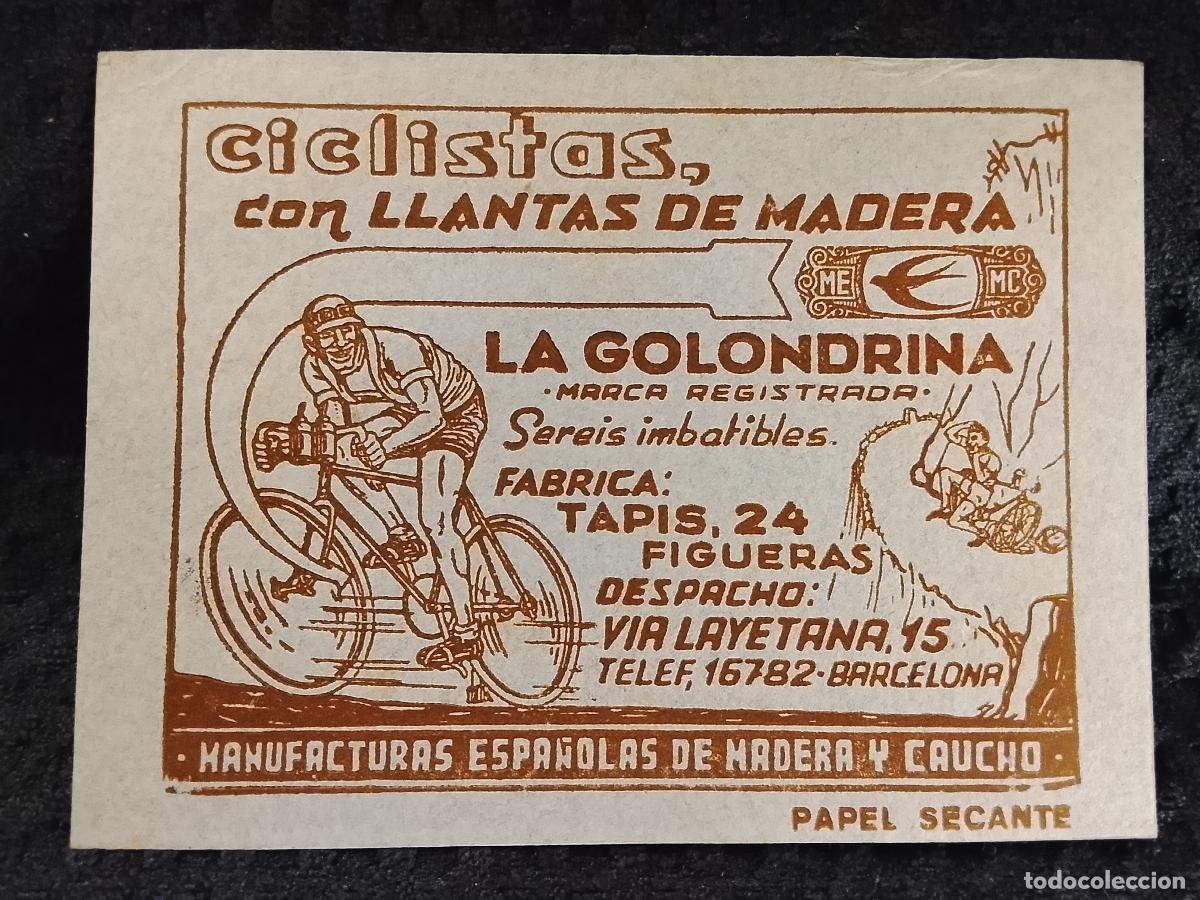 ciclistas,
con LLANTAS DE MADERA
ME MC
LA GOLONDRINA
·MARCA REGISTRADA·
Sereis imbatibles.
FABRICA:
TAPIS, 24
FIGUERAS
DESPACHO:
VIA LAYETANA, 15
TELEF, 16782·BARCELONA
·MANUFACTURAS ESPAÑOLAS DE MADERA Y CAUCHO·
PAPEL SECANTE
todocoleccion